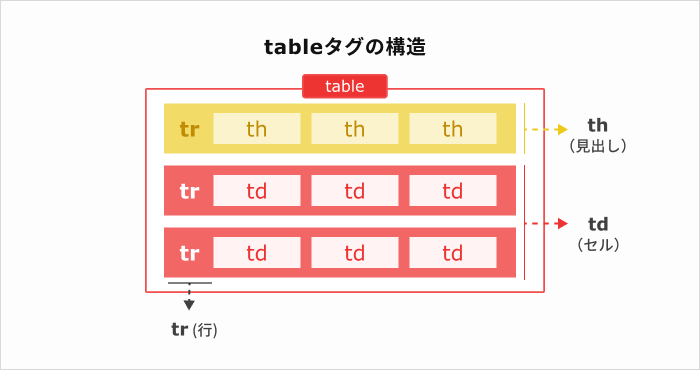 tableタグの構造
table
tr th th th
th
（見出し）
tr td td td
td
（セル）
tr td td td
tr (行)